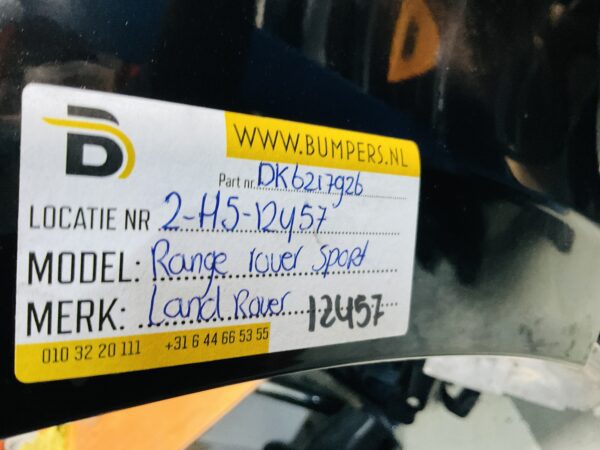 WWW.BUMPERS.NL
Part nr. DK6217926
LOCATIE NR 2-H5-12457
MODEL: Range rover Sport
MERK: Land Rover 12457
010 32 20 111 +31 6 44 66 53 55